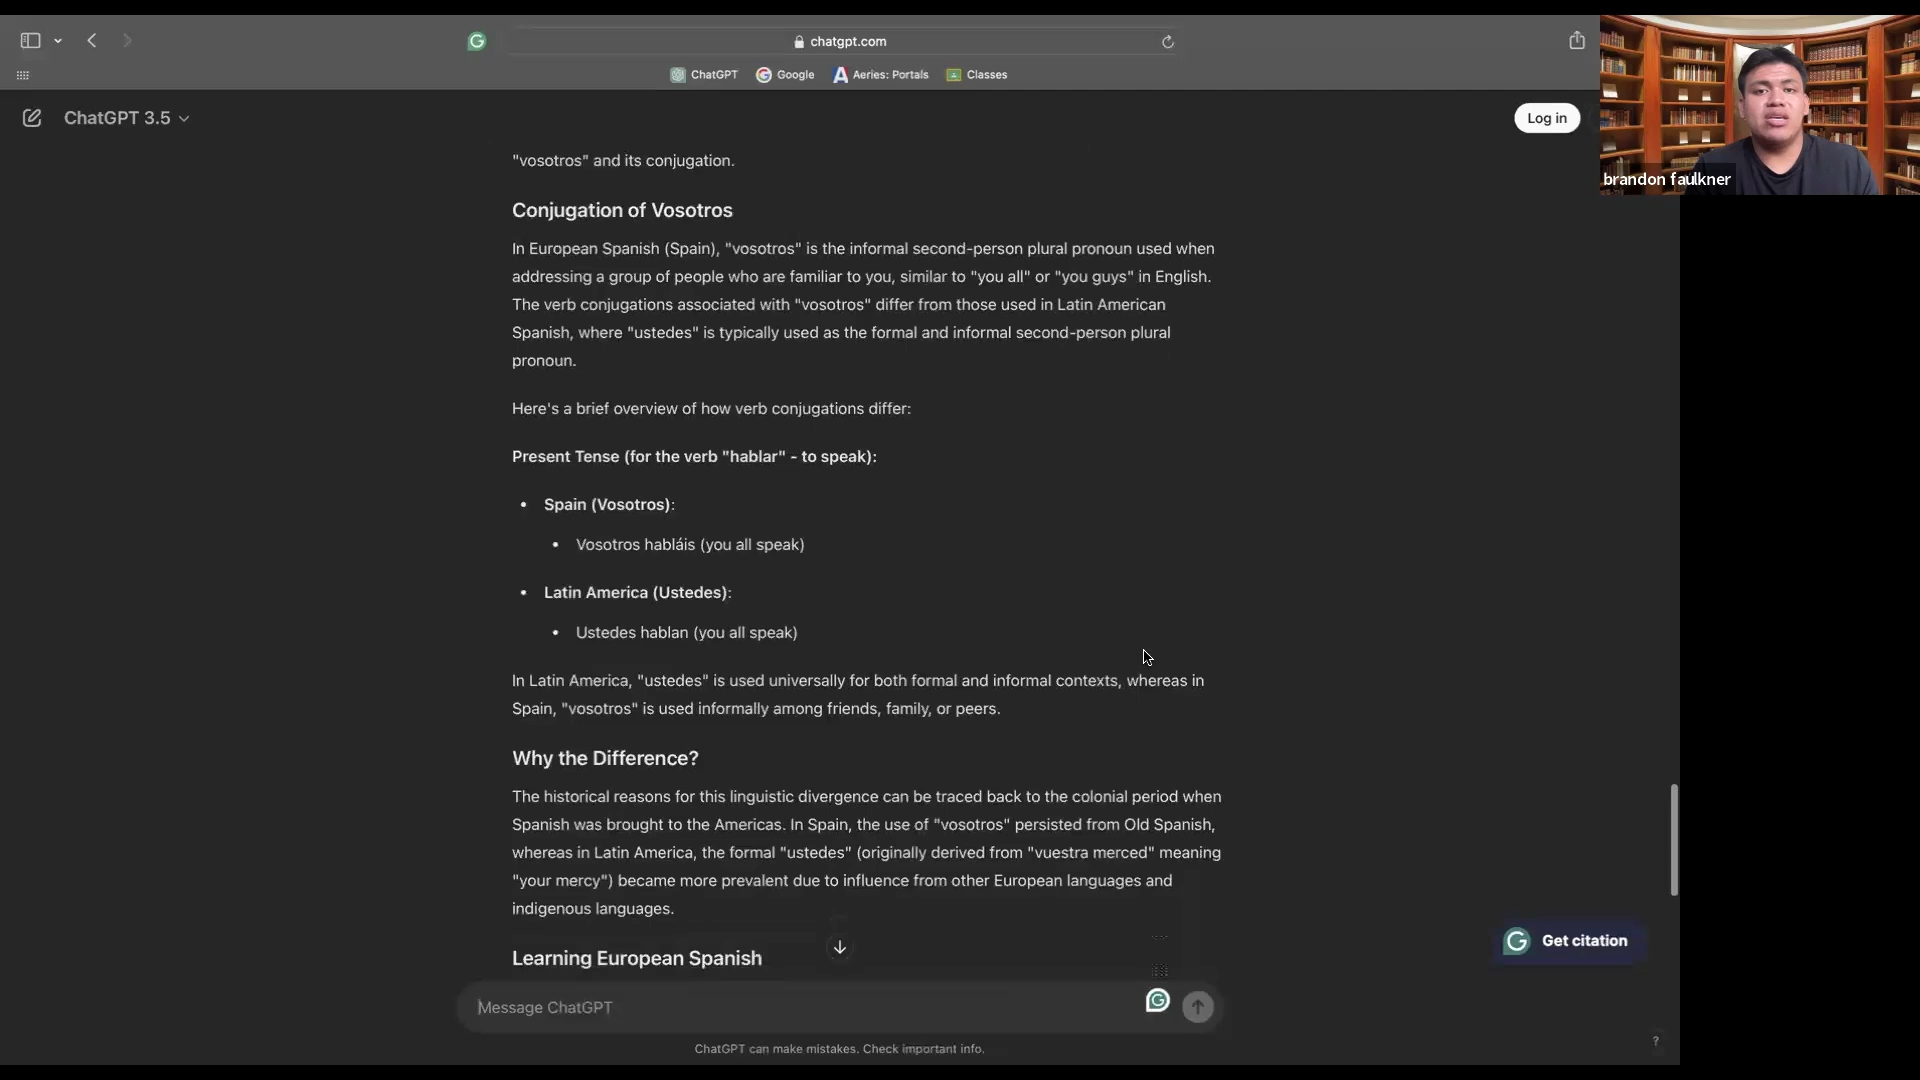 chatgpt.com
ChatGPT Google Aeries: Portals Classes
ChatGPT 3.5
Log in
brandon faulkner
"vosotros" and its conjugation.
Conjugation of Vosotros
In European Spanish (Spain), "vosotros" is the informal second-person plural pronoun used when
addressing a group of people who are familiar to you, similar to "you all" or "you guys" in English.
The verb conjugations associated with "vosotros" differ from those used in Latin American
Spanish, where "ustedes" is typically used as the formal and informal second-person plural
pronoun.
Here's a brief overview of how verb conjugations differ:
Present Tense (for the verb "hablar" - to speak):
• Spain (Vosotros):
• Vosotros habláis (you all speak)
• Latin America (Ustedes):
• Ustedes hablan (you all speak)
In Latin America, "ustedes" is used universally for both formal and informal contexts, whereas in
Spain, "vosotros" is used informally among friends, family, or peers.
Why the Difference?
The historical reasons for this linguistic divergence can be traced back to the colonial period when
Spanish was brought to the Americas. In Spain, the use of "vosotros" persisted from Old Spanish,
whereas in Latin America, the formal "ustedes" (originally derived from "vuestra merced" meaning
"your mercy") became more prevalent due to influence from other European languages and
indigenous languages.
Learning European Spanish
Get citation
Message ChatGPT
ChatGPT can make mistakes. Check important info.
?